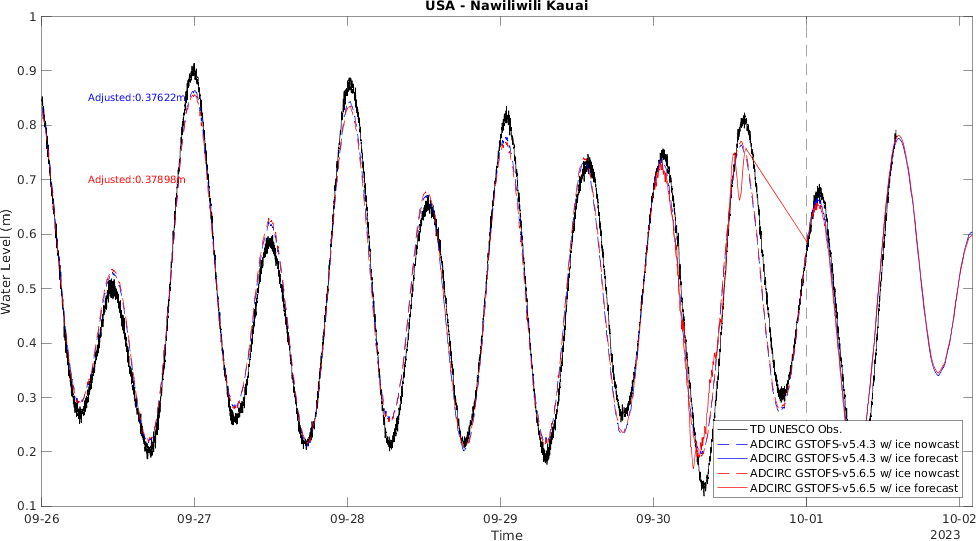 USA - Nawiliwili Kauai
1
0.9
0.8
0.7
0.6
0.5
0.4
0.3
0.2
0.1
Water Level (m)
Adjusted:0.37622m
Adjusted:0.37898m
TD UNESCO Obs.
ADCIRC GSTOFS-v5.4.3 w/ ice nowcast
ADCIRC GSTOFS-v5.4.3 w/ ice forecast
ADCIRC GSTOFS-v5.6.5 w/ ice nowcast
ADCIRC GSTOFS-v5.6.5 w/ ice forecast
09-26 09-27 09-28 09-29 09-30 10-01 10-02
Time
2023